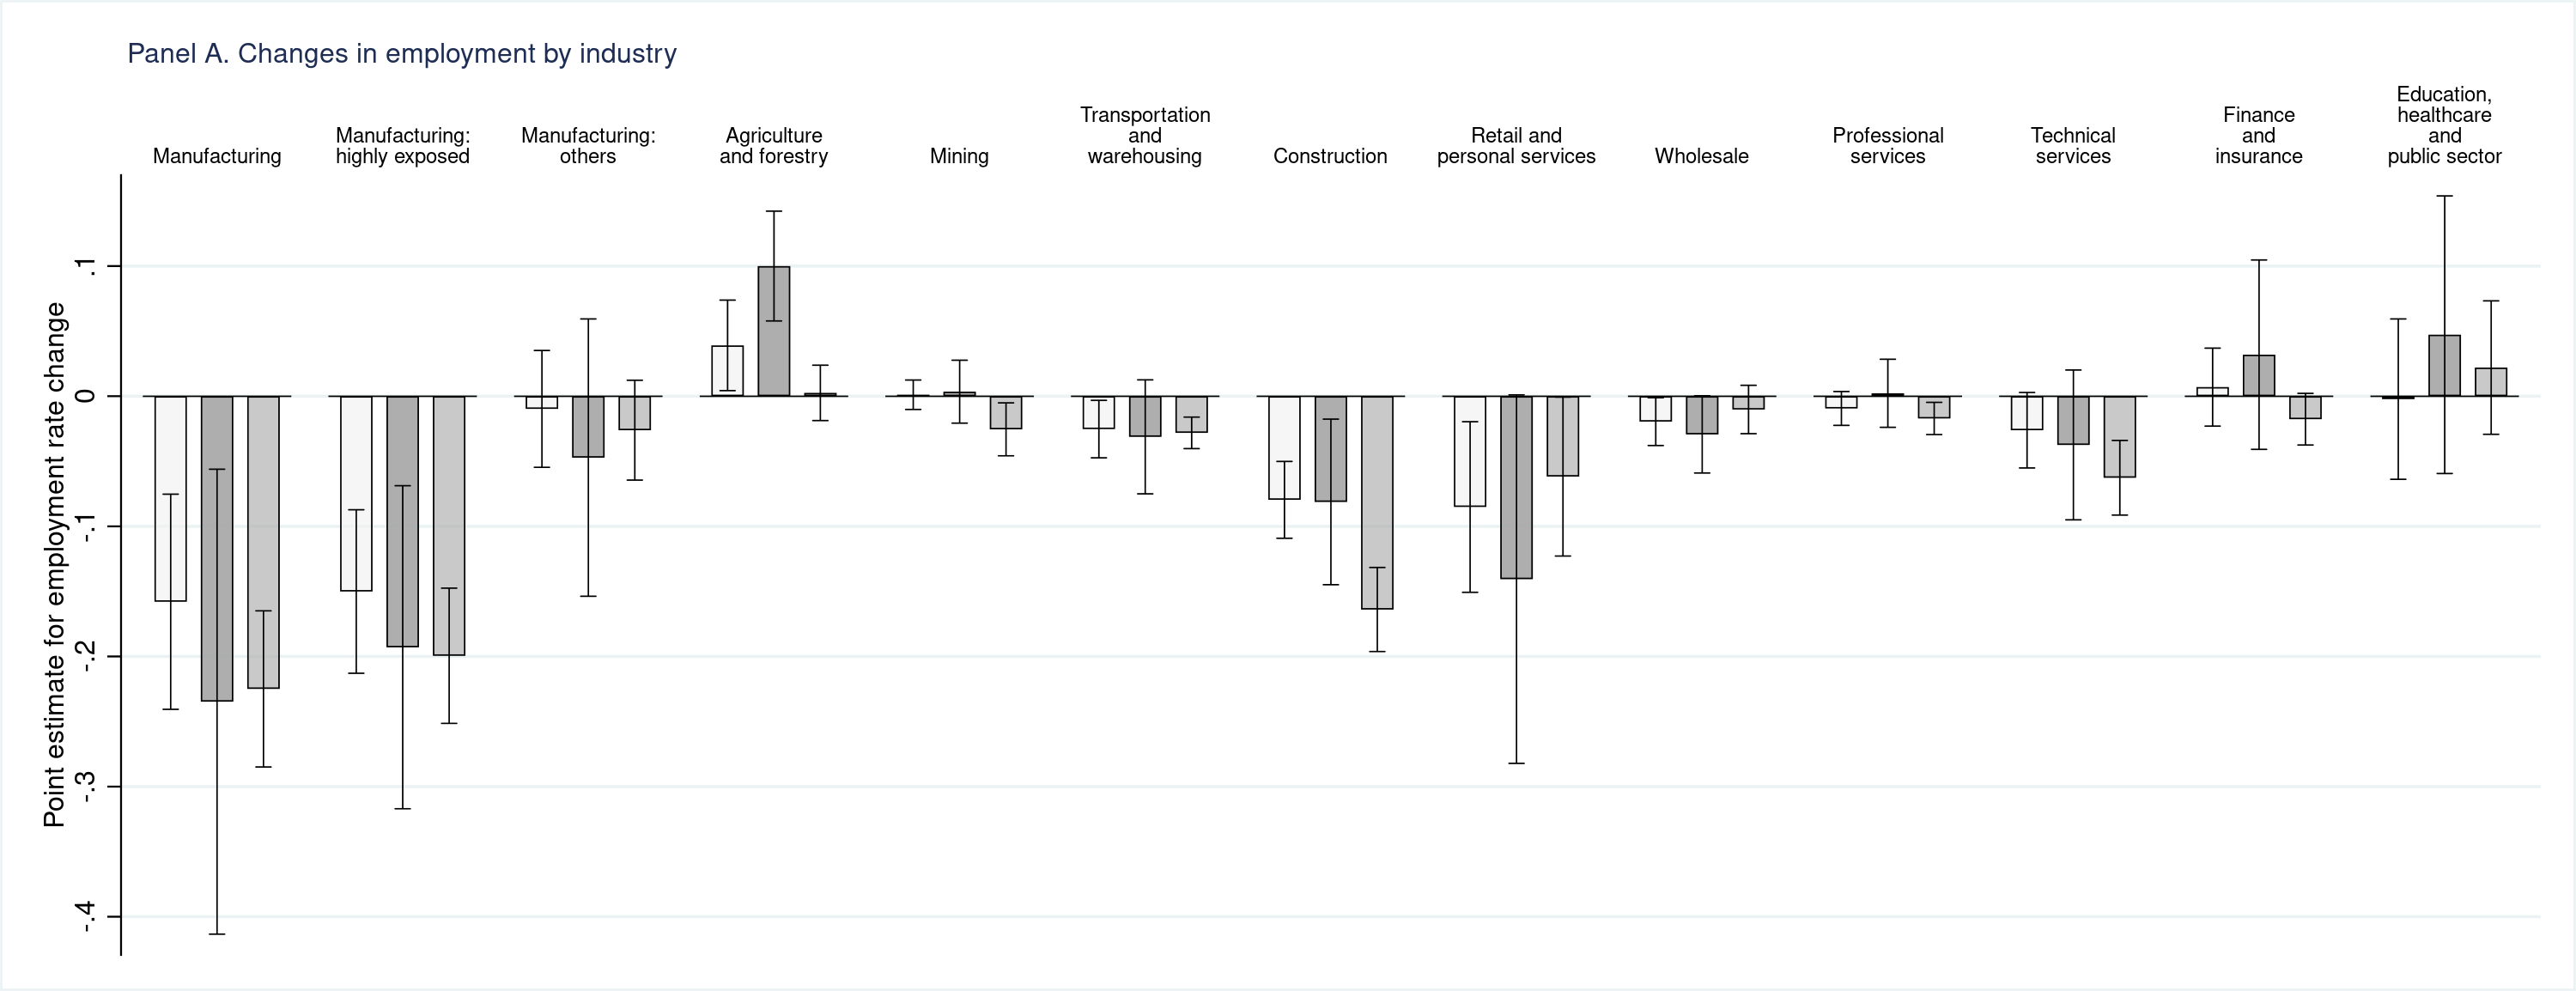 Panel A. Changes in employment by industry
Manufacturing
Manufacturing:
highly exposed
Manufacturing:
others
Agriculture
and forestry
Mining
Transportation
and
warehousing
Construction
Retail and
personal services
Wholesale
Professional
services
Technical
services
Finance
and
insurance
Education,
healthcare
and
public sector
Point estimate for employment rate change
.1
0
-.1
-.2
-.3
-.4